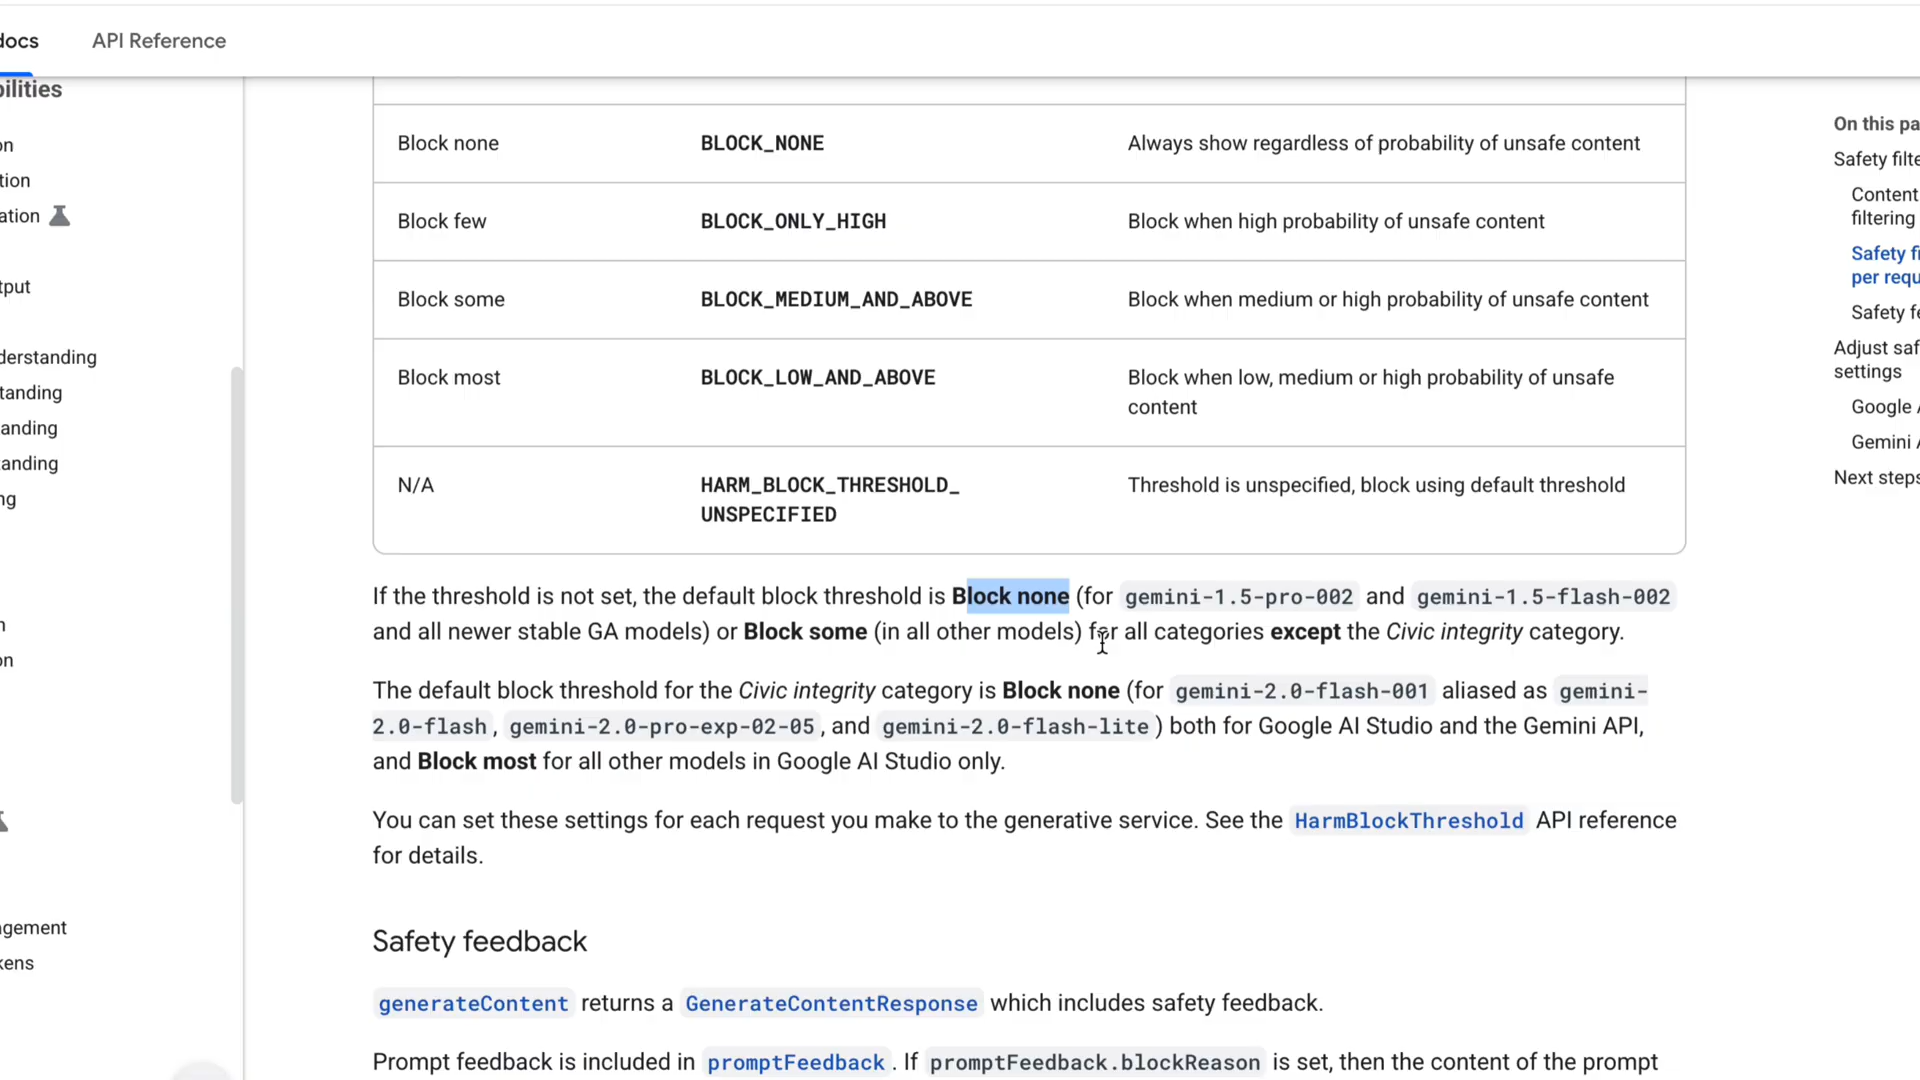 docs API Reference
bilities
on
tion
ation
tput
derstanding
tanding
anding
tanding
ng
n
on
gement
kens
Block none BLOCK_NONE Always show regardless of probability of unsafe content
Block few BLOCK_ONLY_HIGH Block when high probability of unsafe content
Block some BLOCK_MEDIUM_AND_ABOVE Block when medium or high probability of unsafe content
Block most BLOCK_LOW_AND_ABOVE Block when low, medium or high probability of unsafe
content
N/A HARM_BLOCK_THRESHOLD_ Threshold is unspecified, block using default threshold
UNSPECIFIED
If the threshold is not set, the default block threshold is Block none (for gemini-1.5-pro-002 and gemini-1.5-flash-002
and all newer stable GA models) or Block some (in all other models) for all categories except the Civic integrity category.
The default block threshold for the Civic integrity category is Block none (for gemini-2.0-flash-001 aliased as gemini-
2.0-flash, gemini-2.0-pro-exp-02-05, and gemini-2.0-flash-lite) both for Google AI Studio and the Gemini API,
and Block most for all other models in Google AI Studio only.
You can set these settings for each request you make to the generative service. See the HarmBlockThreshold API reference
for details.
Safety feedback
generateContent returns a GenerateContentResponse which includes safety feedback.
Prompt feedback is included in promptFeedback. If promptFeedback.blockReason is set, then the content of the prompt
On this pa
Safety filte
Content
filtering
Safety fi
per requ
Safety fe
Adjust saf
settings
Google A
Gemini A
Next steps